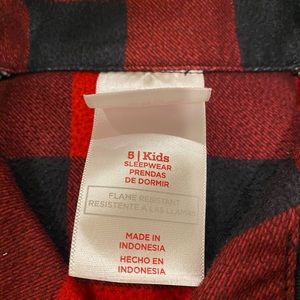 5 | Kids
SLEEPWEAR
PRENDAS
DE DORMIR
FLAME RESISTANT
RESISTENTE A LAS LLAMAS
MADE IN
INDONESIA
HECHO EN
INDONESIA